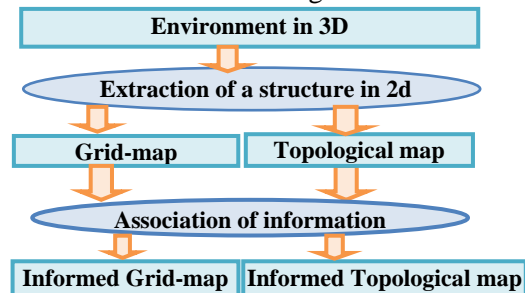 Environment in 3D
Extraction of a structure in 2d
Grid-map
Topological map
Association of information
Informed Grid-map
Informed Topological map